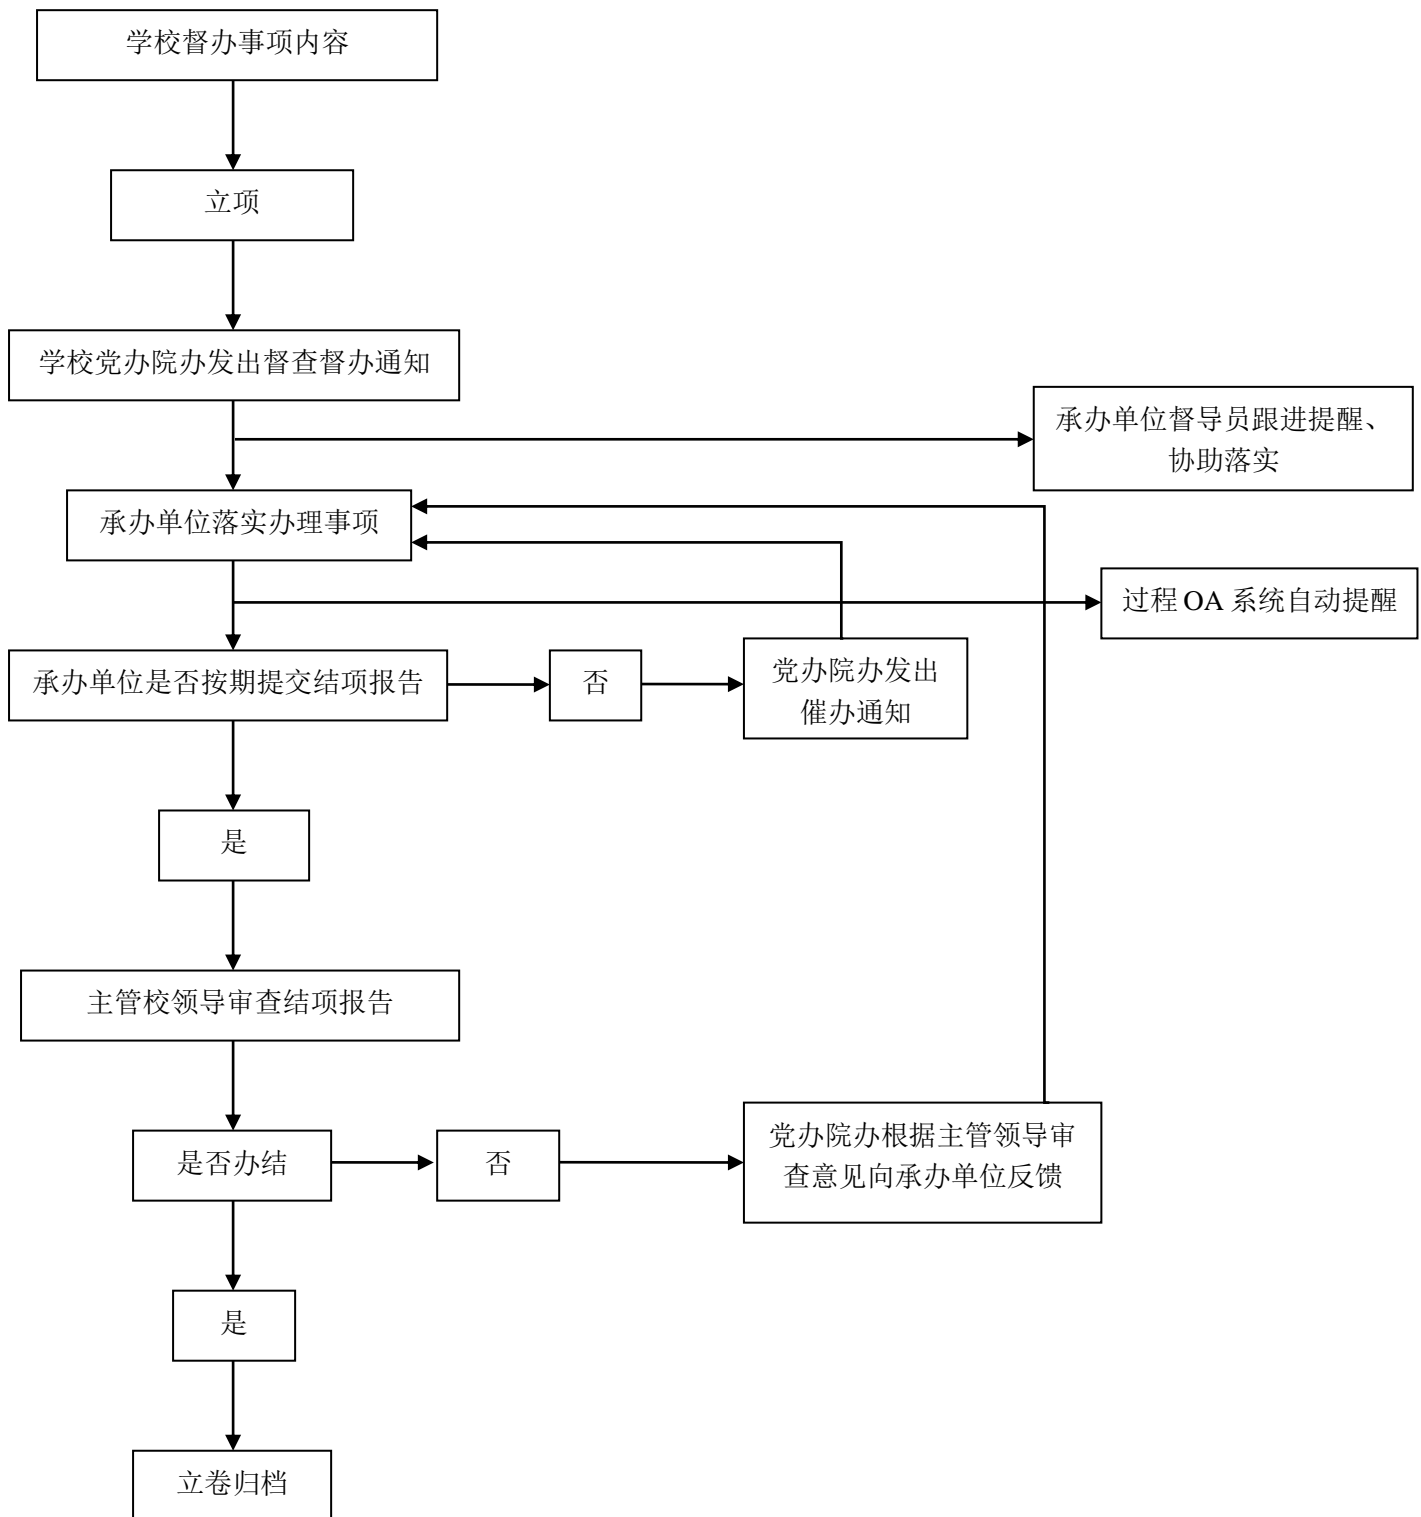 学校督办事项内容
立项
学校党办院办发出督查督办通知
承办单位督导员跟进提醒、
协助落实
承办单位落实办理事项
过程 OA 系统自动提醒
承办单位是否按期提交结项报告
否
党办院办发出
催办通知
是
主管校领导审查结项报告
是否办结
否
党办院办根据主管领导审
查意见向承办单位反馈
是
立卷归档